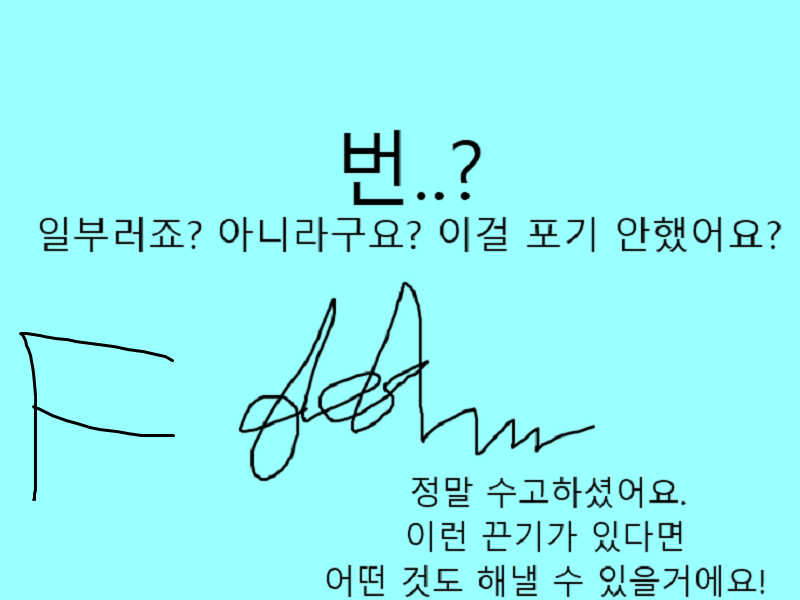 번..?
일부러죠? 아니라구요? 이걸 포기 안했어요?
F
정말 수고하셨어요.
이런 끈기가 있다면
어떤 것도 해낼 수 있을거에요!